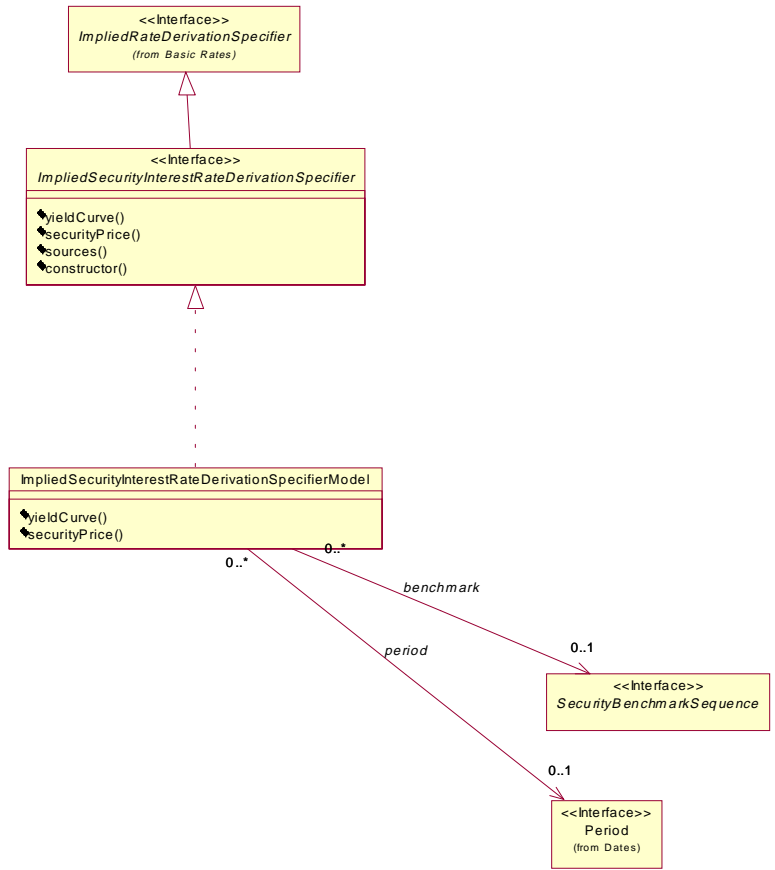 <<Interface>>
ImpliedRateDerivationSpecifier
(from Basic Rates)
<<Interface>>
ImpliedSecurityInterestRateDerivationSpecifier
yieldCurve()
securityPrice()
sources()
constructor()
ImpliedSecurityInterestRateDerivationSpecifierModel
yieldCurve()
securityPrice()
0..*
0..*
benchmark
0..1
period
<<Interface>>
SecurityBenchmarkSequence
0..1
<<Interface>>
Period
(from Dates)